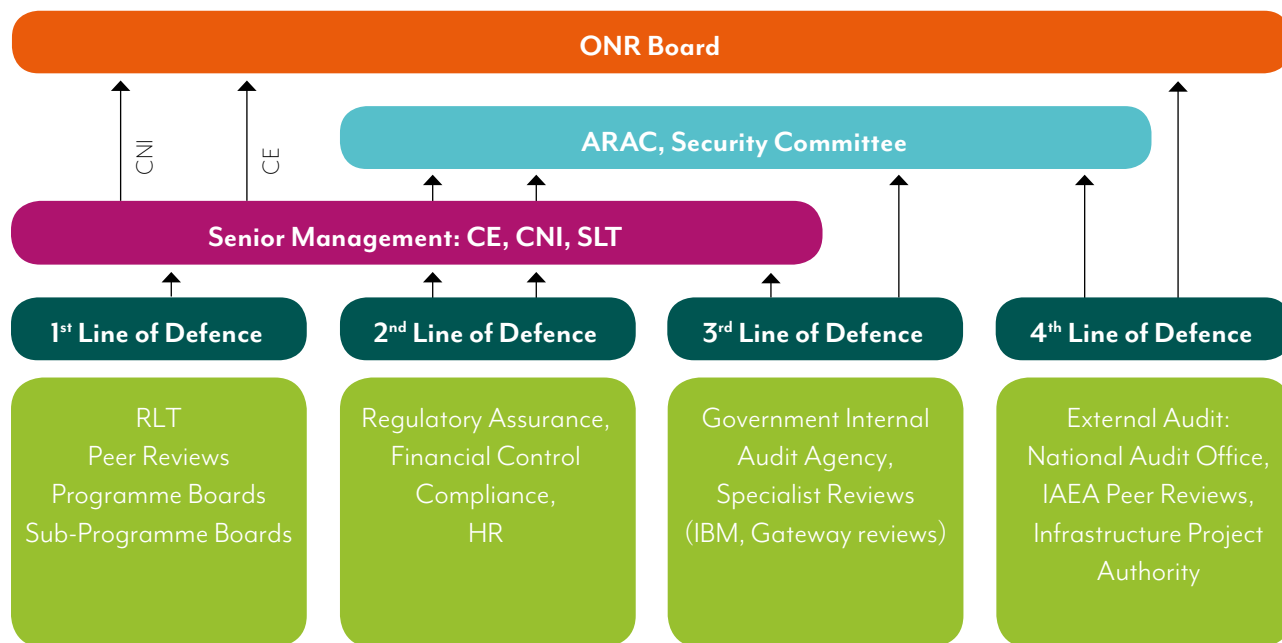 ONR Board
CNI
CE
ARAC, Security Committee
Senior Management: CE, CNI, SLT
1st Line of Defence
2nd Line of Defence
3rd Line of Defence
4th Line of Defence
RLT
Peer Reviews
Programme Boards
Sub-Programme Boards
Regulatory Assurance,
Financial Control
Compliance,
HR
Government Internal
Audit Agency,
Specialist Reviews
(IBM, Gateway reviews)
External Audit:
National Audit Office,
IAEA Peer Reviews,
Infrastructure Project
Authority